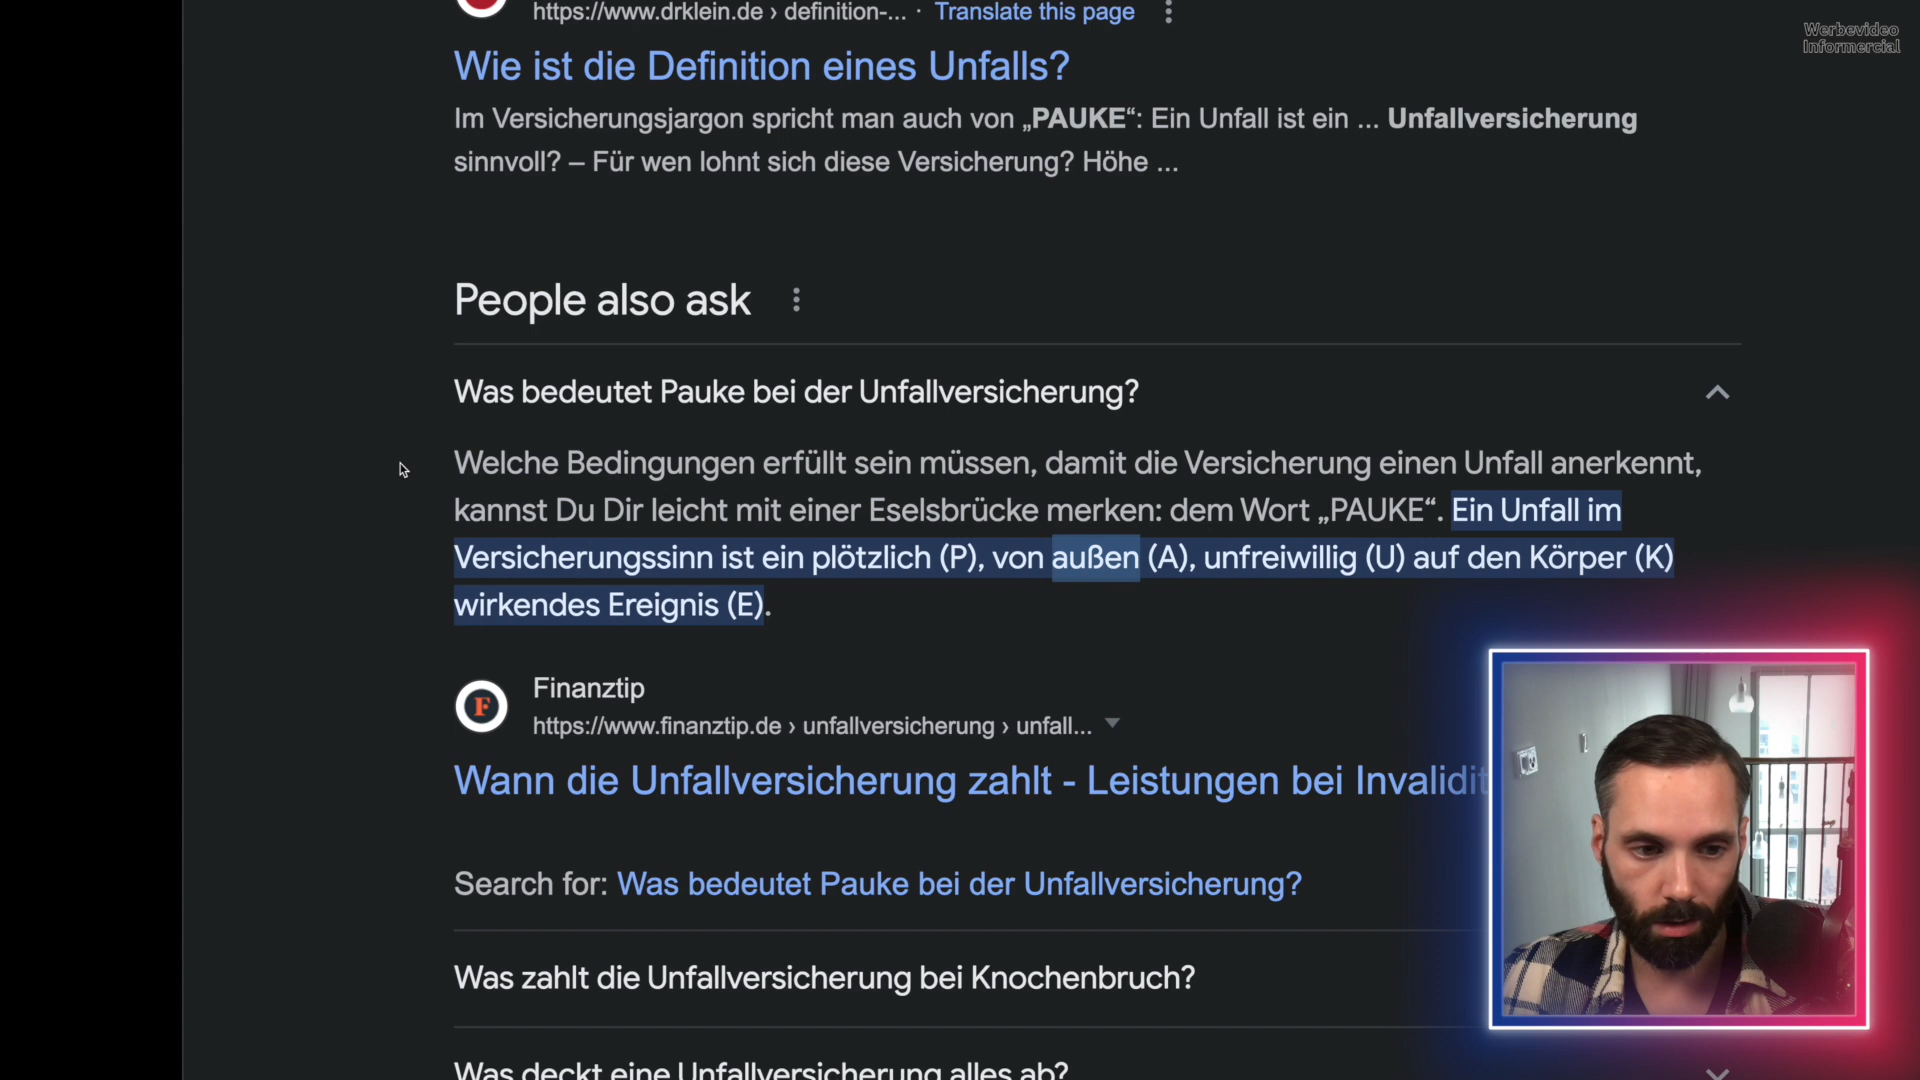 https://www.drklein.de › definition-... · Translate this page
Werbevideo
Informercial
Wie ist die Definition eines Unfalls?
Im Versicherungsjargon spricht man auch von „PAUKE“: Ein Unfall ist ein ... Unfallversicherung
sinnvoll? – Für wen lohnt sich diese Versicherung? Höhe ...
People also ask
Was bedeutet Pauke bei der Unfallversicherung?
Welche Bedingungen erfüllt sein müssen, damit die Versicherung einen Unfall anerkennt,
kannst Du Dir leicht mit einer Eselsbrücke merken: dem Wort „PAUKE“. Ein Unfall im
Versicherungssinn ist ein plötzlich (P), von außen (A), unfreiwillig (U) auf den Körper (K)
wirkendes Ereignis (E).
F
Finanztip
https://www.finanztip.de › unfallversicherung › unfall...
Wann die Unfallversicherung zahlt - Leistungen bei Invalidit
Search for: Was bedeutet Pauke bei der Unfallversicherung?
Was zahlt die Unfallversicherung bei Knochenbruch?
Was deckt eine Unfallversicherung alles ab?